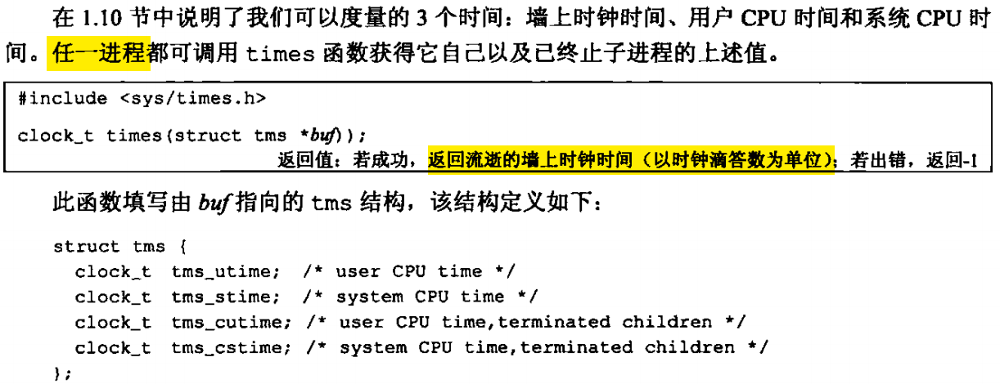 在 1.10 节中说明了我们可以度量的 3 个时间：墙上时钟时间、用户 CPU 时间和系统 CPU 时
间。任一进程都可调用 times 函数获得它自己以及已终止子进程的上述值。
#include <sys/times.h>
clock_t times(struct tms *buf));
返回值：若成功，返回流逝的墙上时钟时间（以时钟滴答数为单位）；若出错，返回-1
此函数填写由 buf 指向的 tms 结构，该结构定义如下：
struct tms {
clock_t tms_utime; /* user CPU time */
clock_t tms_stime; /* system CPU time */
clock_t tms_cutime; /* user CPU time,terminated children */
clock_t tms_cstime; /* system CPU time,terminated children */
};